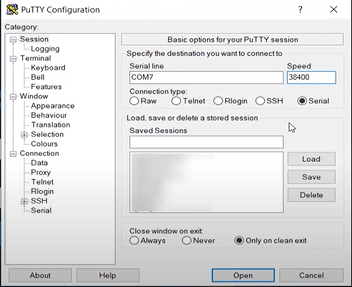 PuTTY Configuration
?
Category:
Session
Logging
Terminal
Keyboard
Bell
Features
Window
Appearance
Behaviour
Translation
Selection
Colours
Connection
Data
Proxy
Telnet
Rlogin
SSH
Serial
Basic options for your PuTTY session
Specify the destination you want to connect to
Serial line
Speed
COM7
38400
Connection type:
Raw Telnet Rlogin SSH Serial
Load, save or delete a stored session
Saved Sessions
Load
Save
Delete
Close window on exit:
Always Never Only on clean exit
About Help Open Cancel